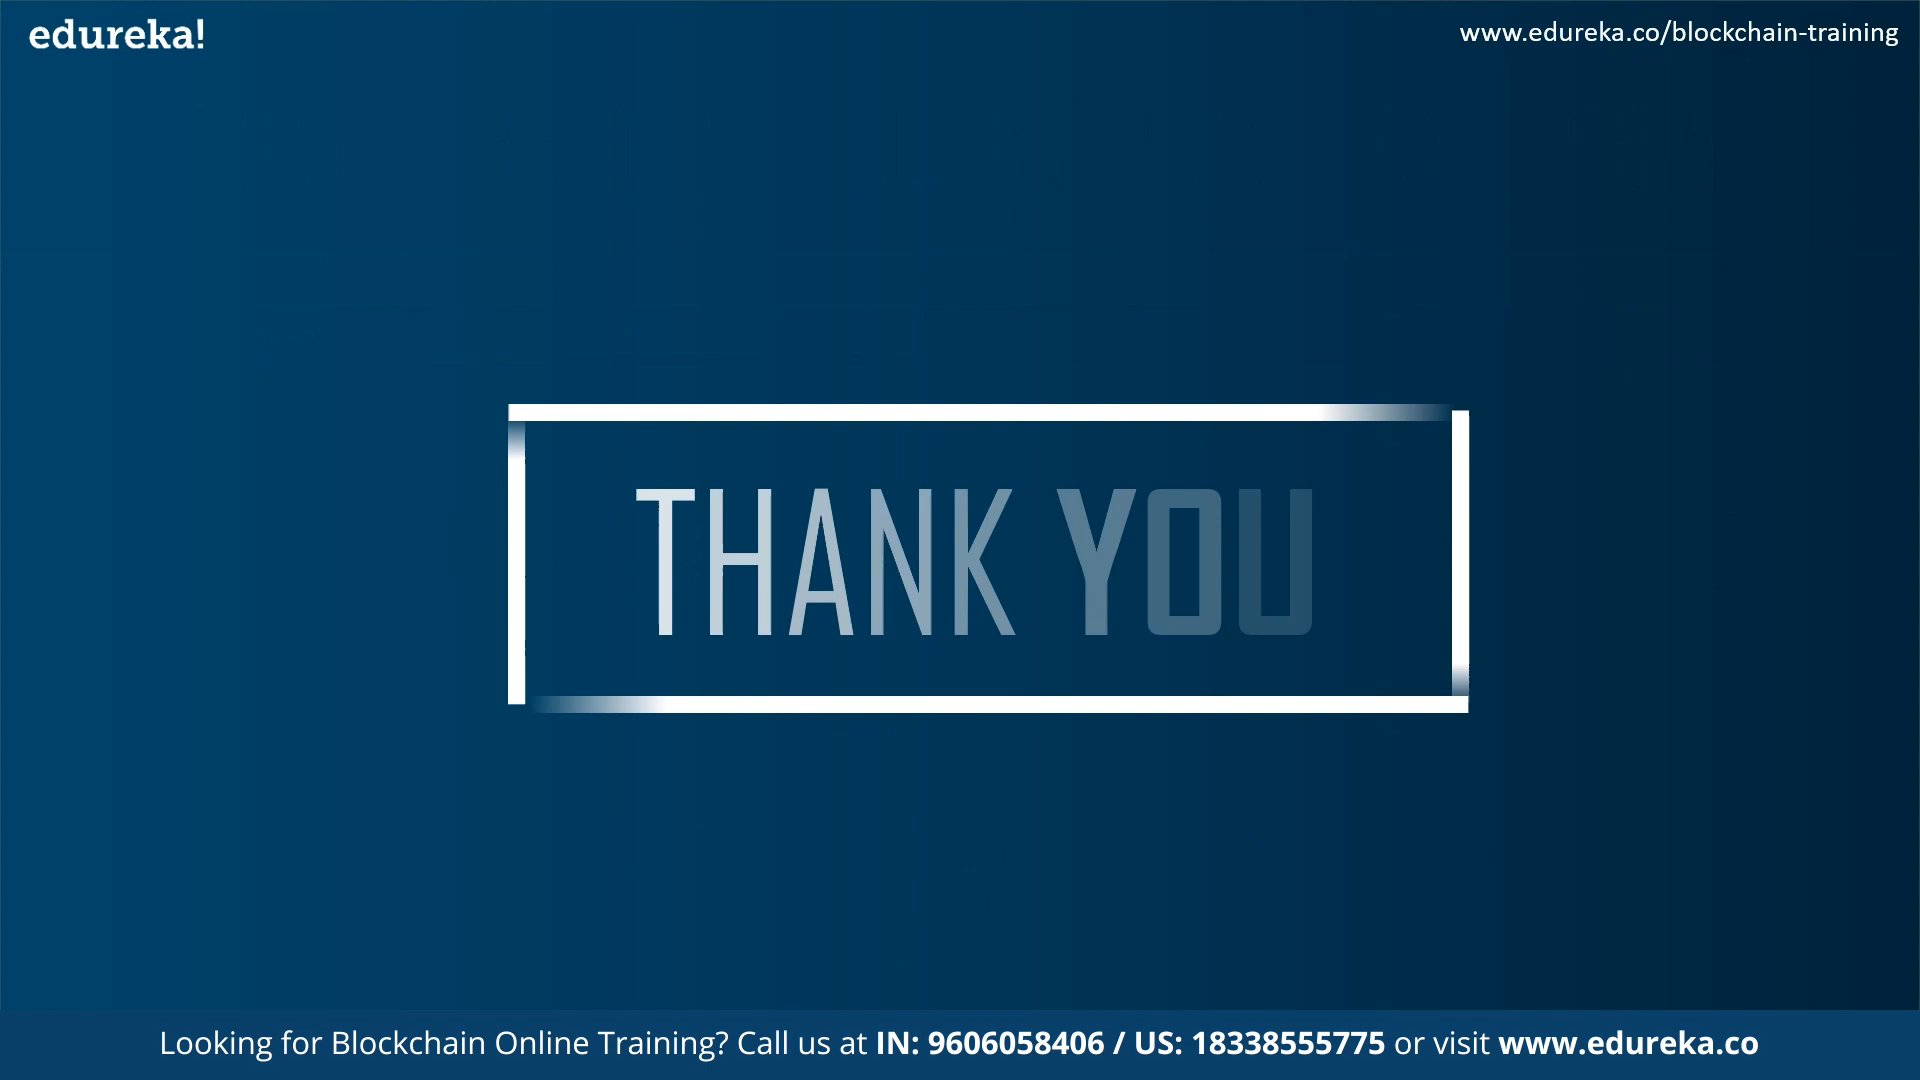 edureka!
www.edureka.co/blockchain-training
THANK YOU
Looking for Blockchain Online Training? Call us at IN: 9606058406 / US: 18338555775 or visit www.edureka.co